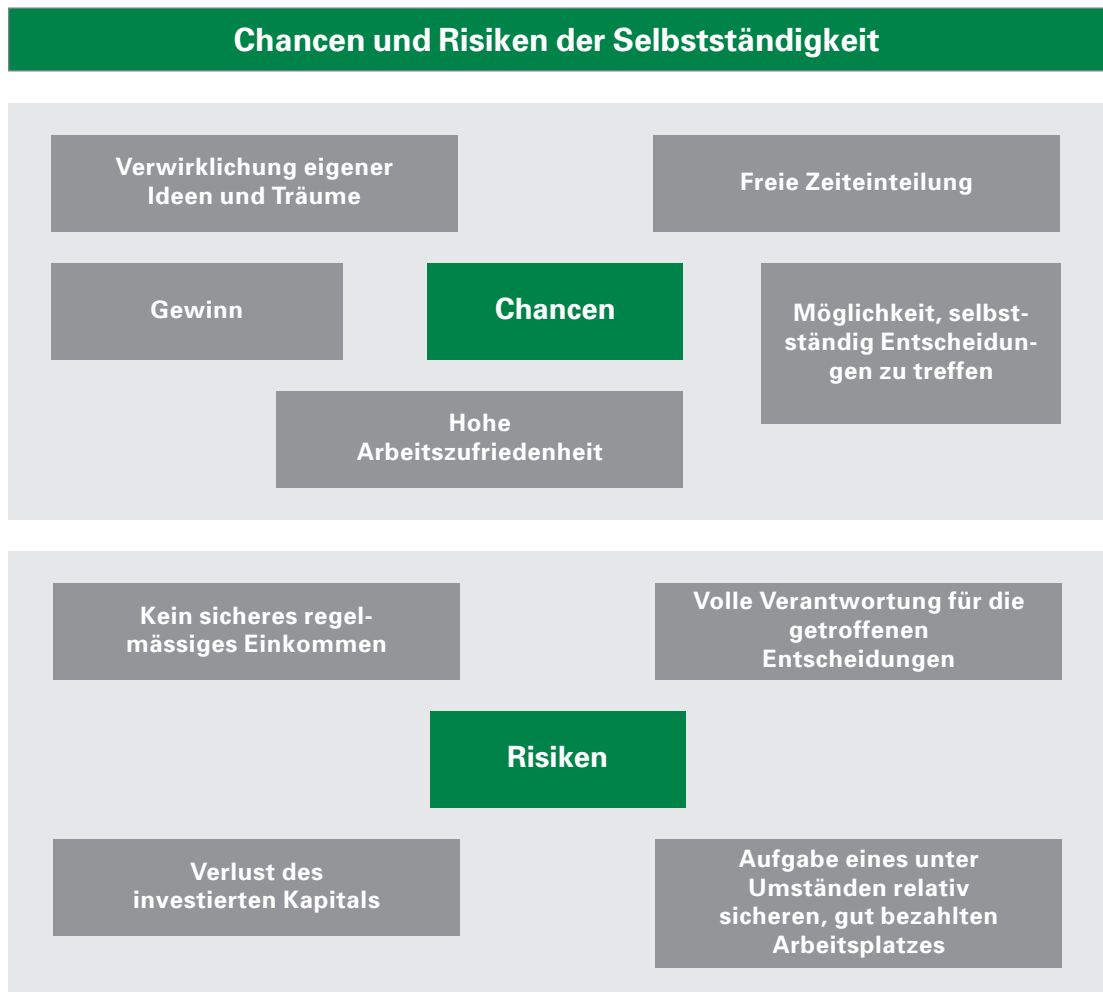 Chancen und Risiken der Selbstständigkeit
Verwirklichung eigener
Ideen und Träume
Freie Zeiteinteilung
Gewinn
Chancen
Möglichkeit, selbst-
ständig Entscheidun-
gen zu treffen
Hohe
Arbeitszufriedenheit
Kein sicheres regel-
mässiges Einkommen
Volle Verantwortung für die
getroffenen
Entscheidungen
Risiken
Verlust des
investierten Kapitals
Aufgabe eines unter
Umständen relativ
sicheren, gut bezahlten
Arbeitsplatzes